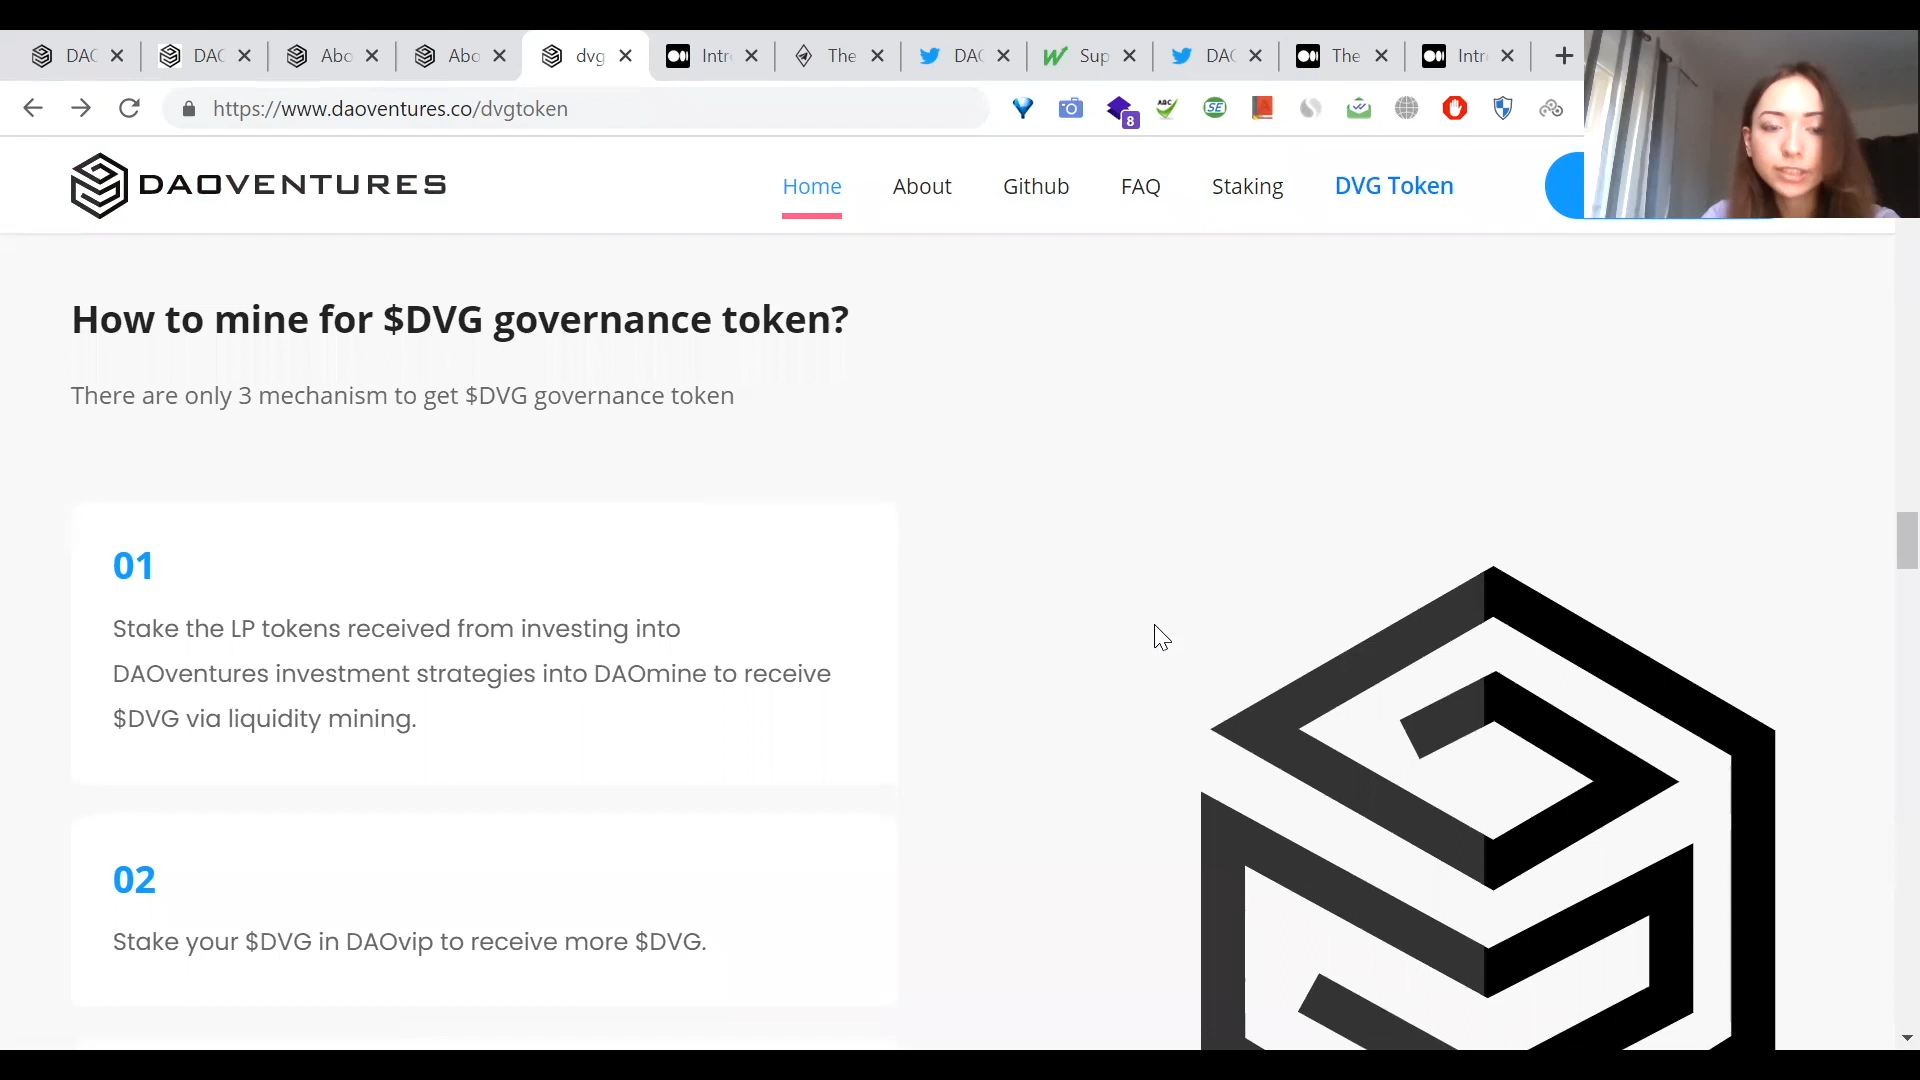 DAC
DAC
Abo
Abo
dvg
Intr
The
DAC
Sup
DAC
The
Intr
https://www.daoventures.co/dvgtoken
8
ABC
SE
DAOVENTURES
Home
About
Github
FAQ
Staking
DVG Token
How to mine for $DVG governance token?
There are only 3 mechanism to get $DVG governance token
01
Stake the LP tokens received from investing into
DAOventures investment strategies into DAOmine to receive
$DVG via liquidity mining.
02
Stake your $DVG in DAOvip to receive more $DVG.